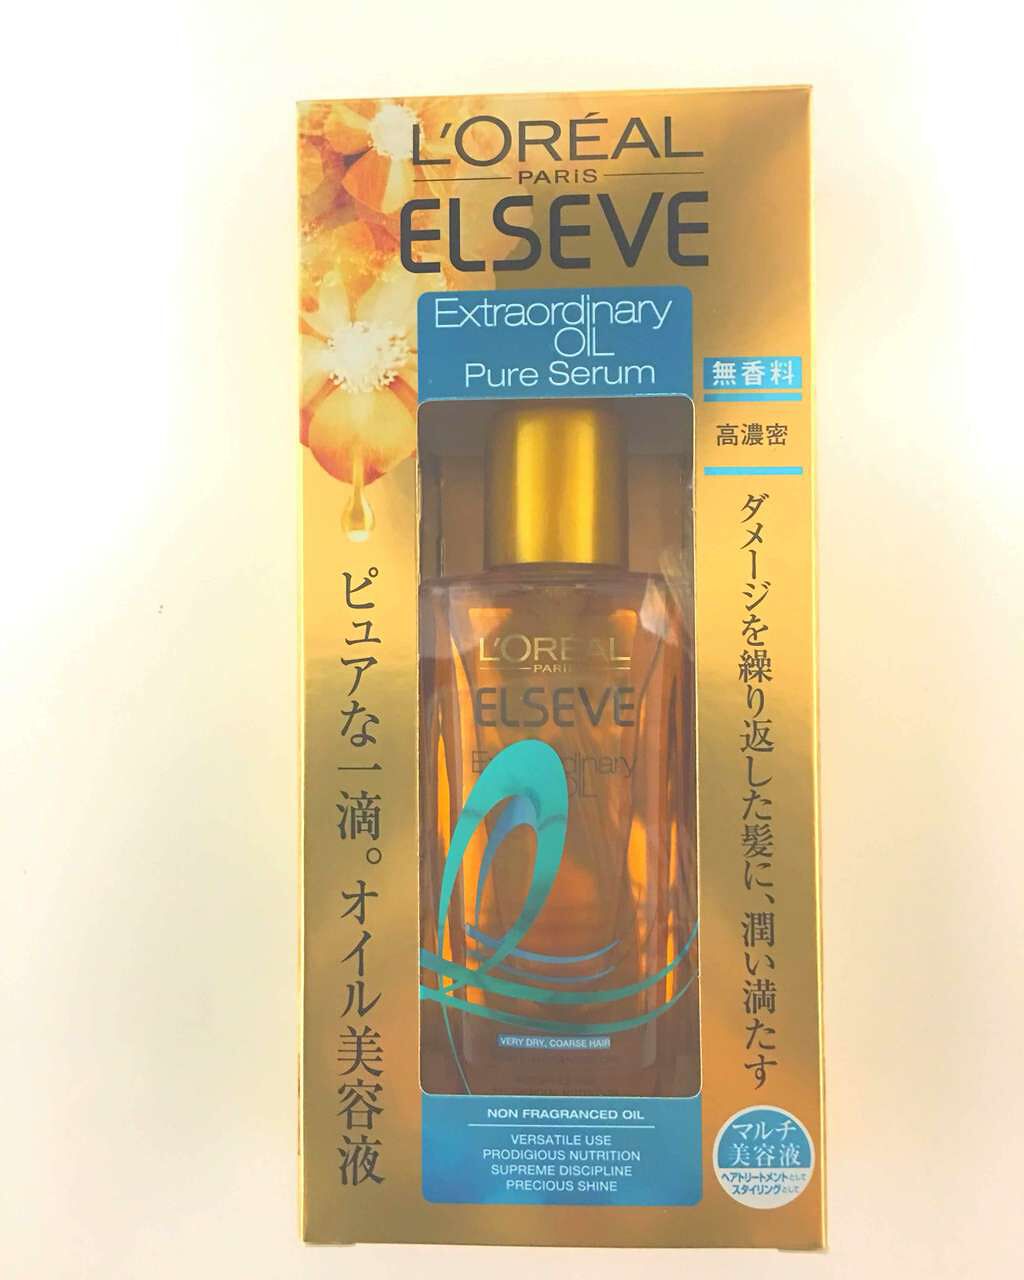 L'ORÉAL
PARiS
ELSEVE
Extraordinary
OIL
Pure Serum
無香料
高濃密
ダメージを繰り返した髪に、潤い満たす
ピュアな一滴。オイル美容液
L'ORÉAL
PARiS
ELSEVE
Extraordinary
OIL
VERY DRY, COARSE HAIR
NON FRAGRANCED OIL
VERSATILE USE
PRODIGIOUS NUTRITION
SUPREME DISCIPLINE
PRECIOUS SHINE
マルチ
美容液
ヘアトリートメントとして
スタイリングとして